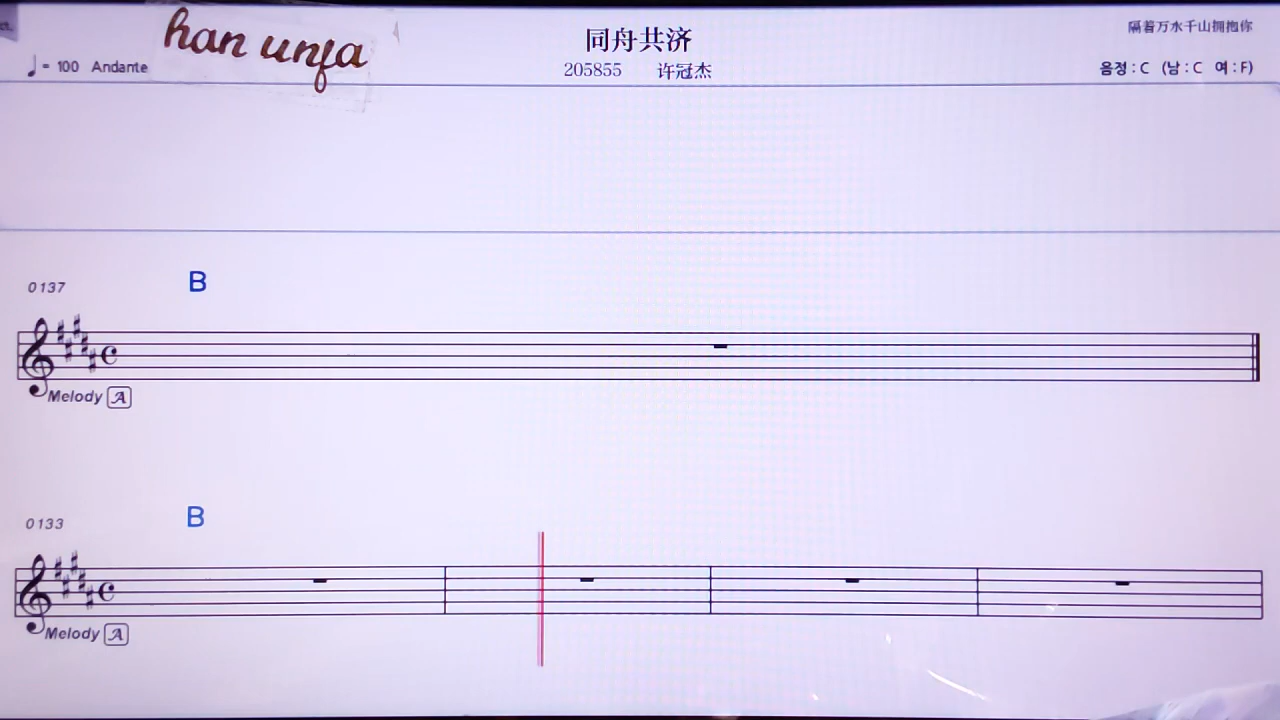 han unfa
同舟共济
隔着万水千山拥抱你
♩= 100 Andante
205855 许冠杰
음정 : C (남 : C 여 : F)
0137
B
Melody A
0133
B
Melody A